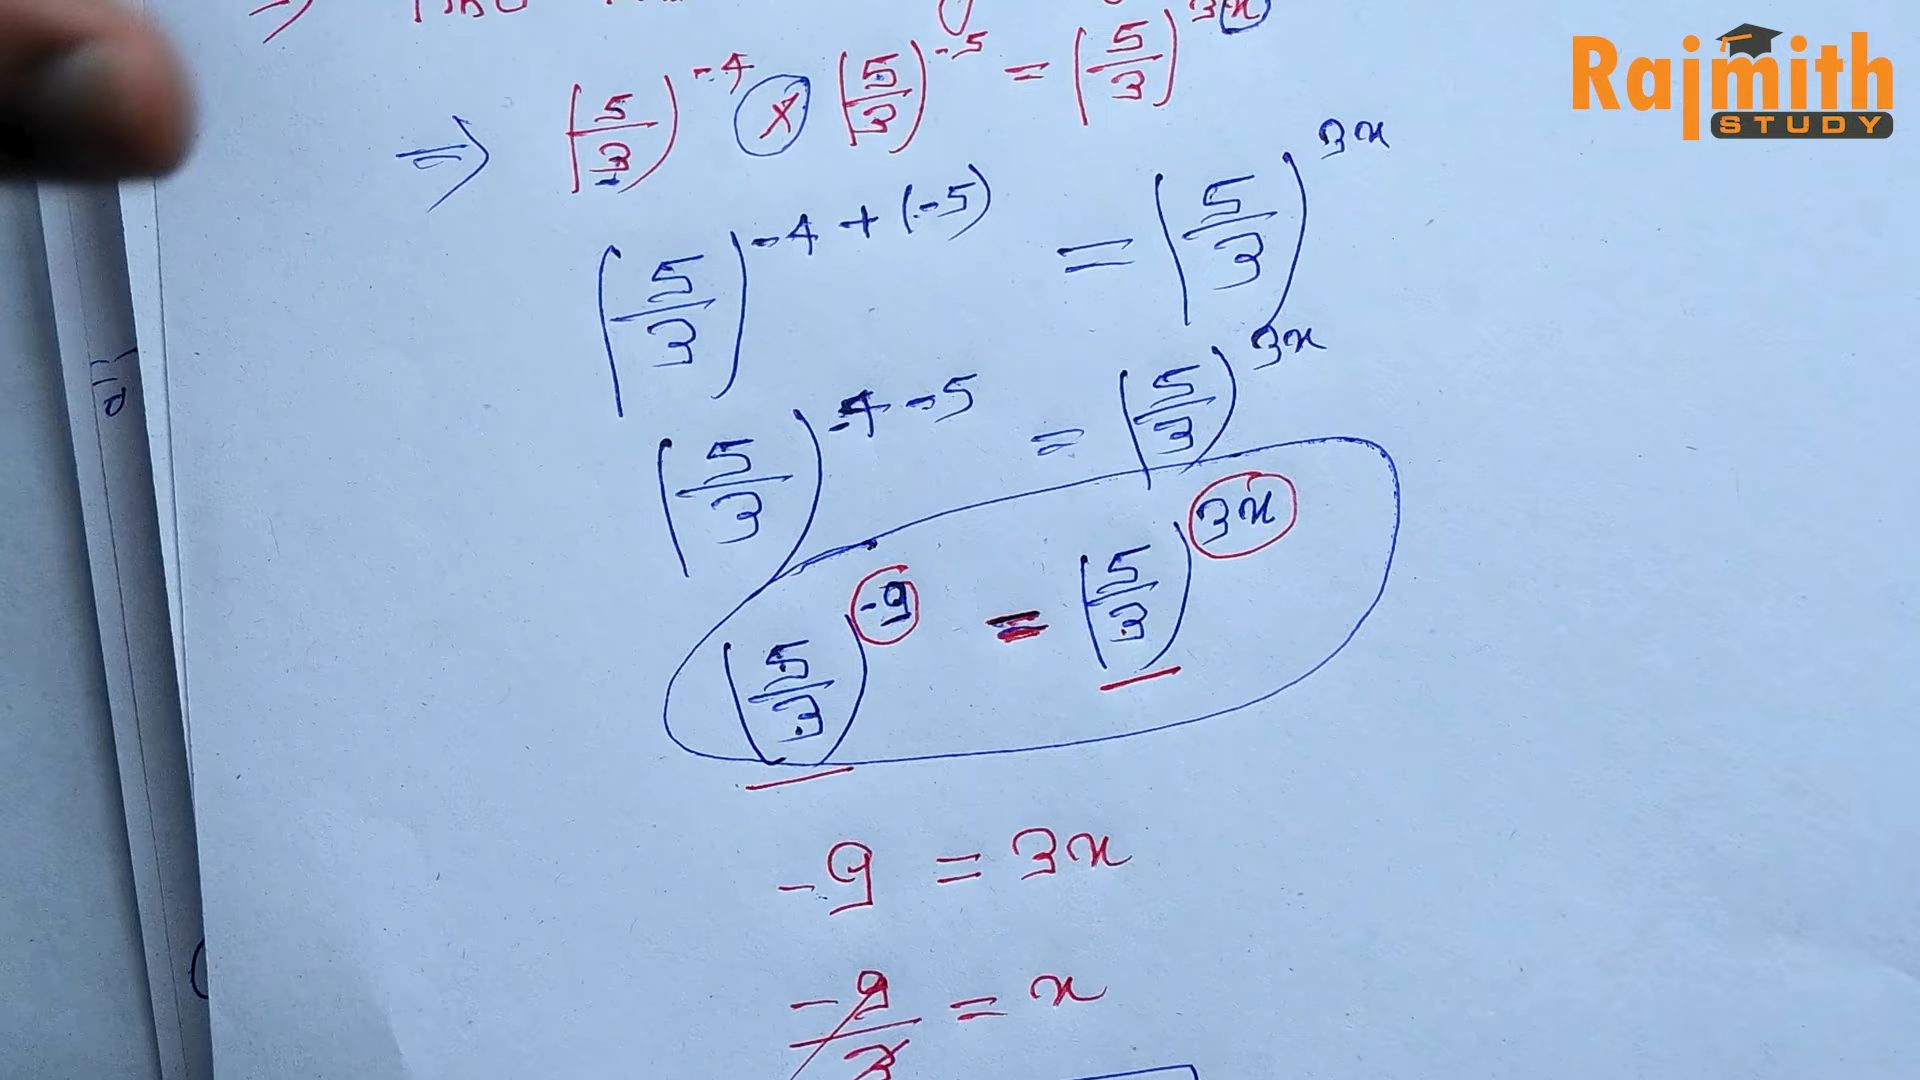 Rajmith
STUDY
⇒ (5/3)^-4 × (5/3)^-5 = (5/3)^3x
(5/3)^-4+(-5) = (5/3)^3x
(5/3)^-4-5 = (5/3)^3x
(5/3)^-9 = (5/3)^3x
-9 = 3x
-9/3 = x